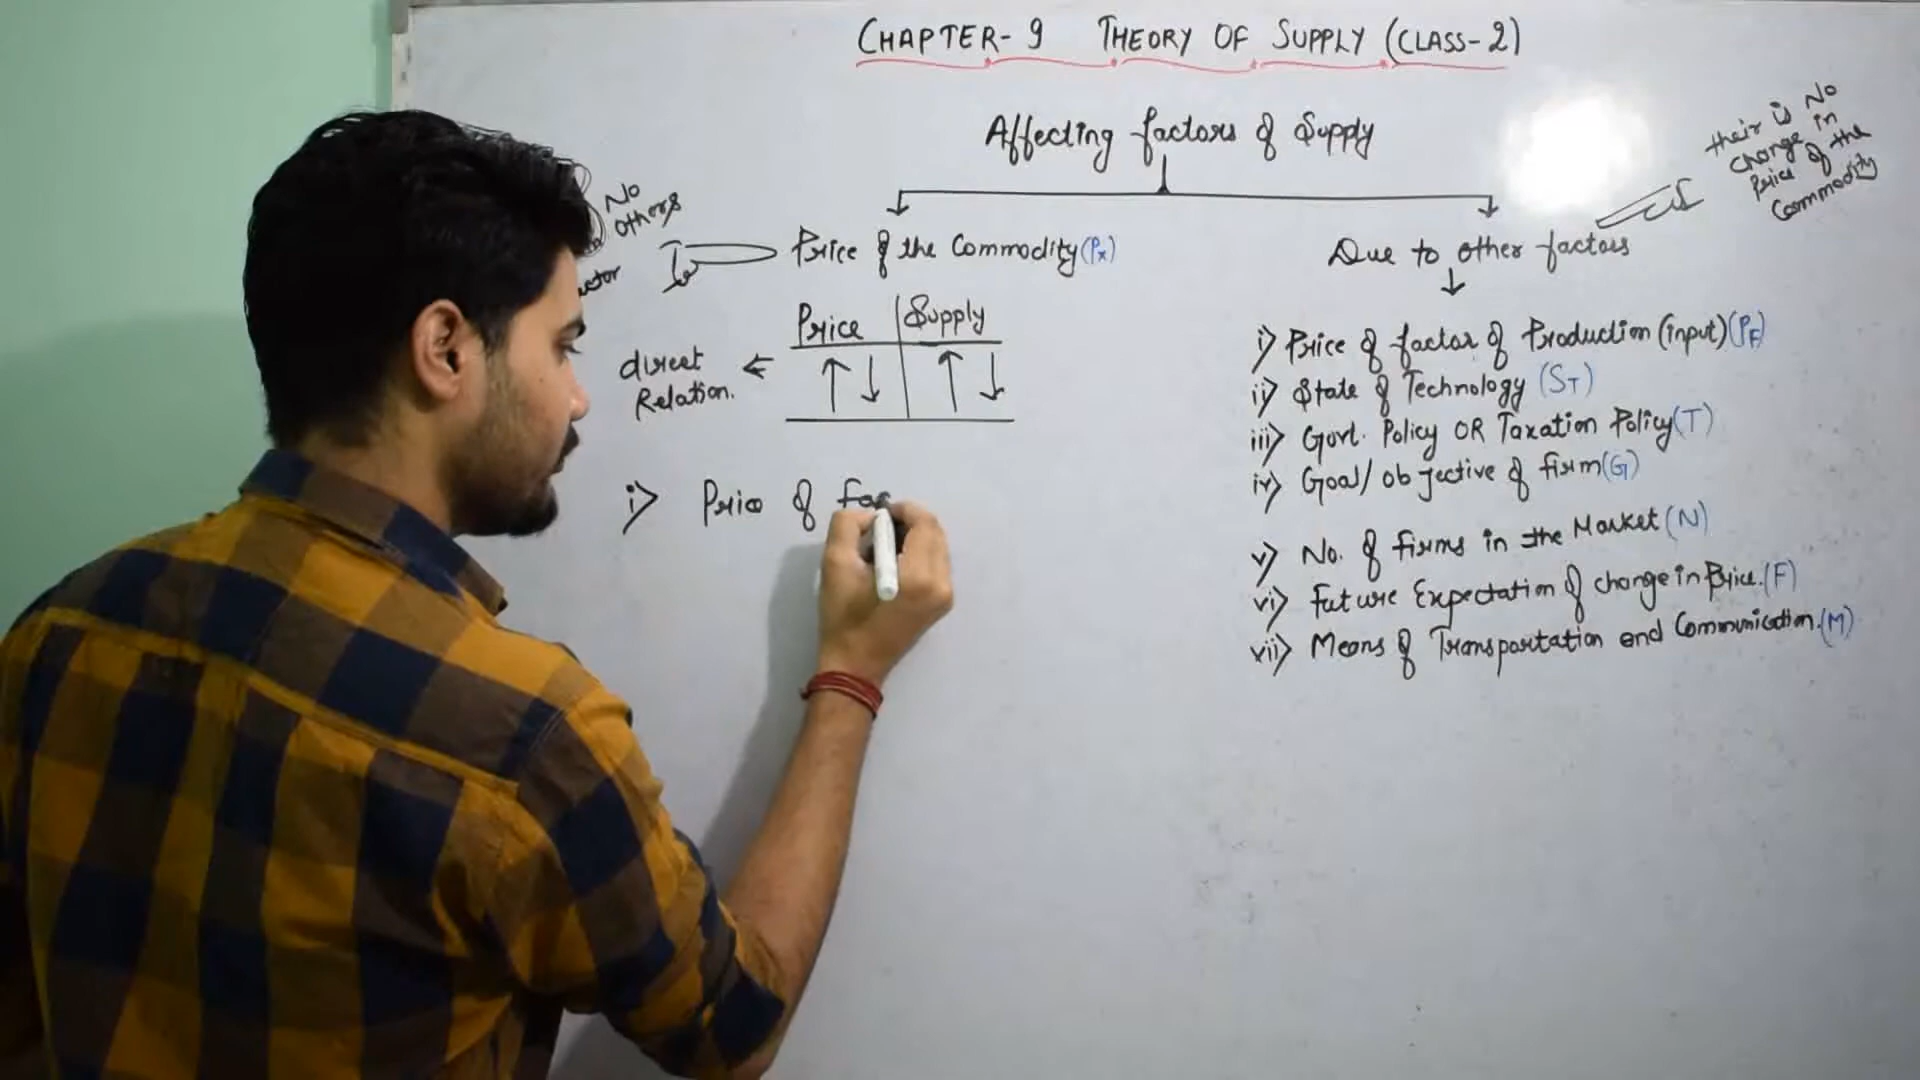 CHAPTER-9 THEORY OF SUPPLY (CLASS-2)
Affecting factors of Supply
their is No
change in
Price of the
Commodity
No
others
Price of the Commodity (Px)
Due to other factors
Price Supply
direct
Relation.
i) Price of factor of Production (input) (PF)
ii) State of Technology (ST)
iii) Govt. Policy OR Taxation Policy (T)
iv) Goal/objective of firm (G)
v) No. of firms in the Market (N)
vi) Future Expectation of change in Price. (F)
vii) Means of Transportation and Communication. (M)
i) Price of fac